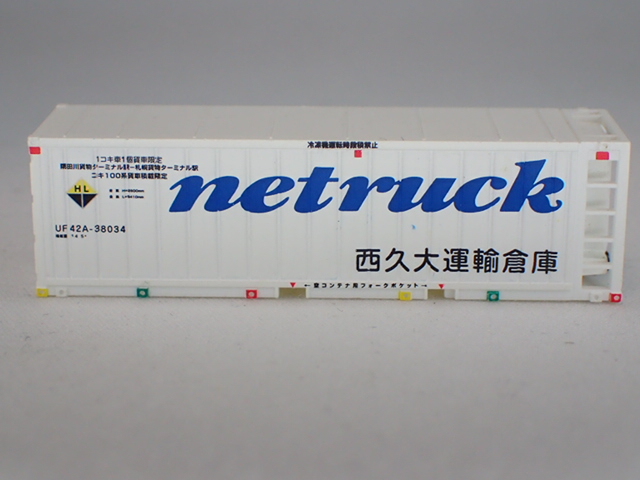 冷凍機運転時段積禁止
1コキ車1個貨車限定
隅田川貨物ターミナル駅~札幌貨物ターミナル駅
コキ100系貨車積載限定
netruck
HL
UF42A-38034
西久大運輸倉庫
←空コンテナ用フォークポケット→